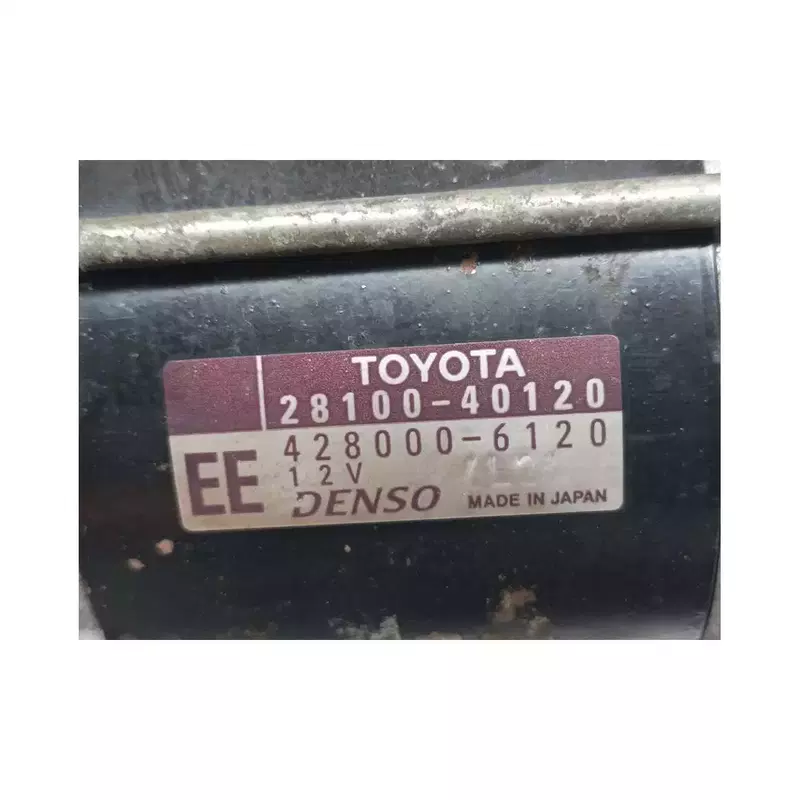 TOYOTA
28100-40120
EE
428000-6120
12V
DENSO MADE IN JAPAN